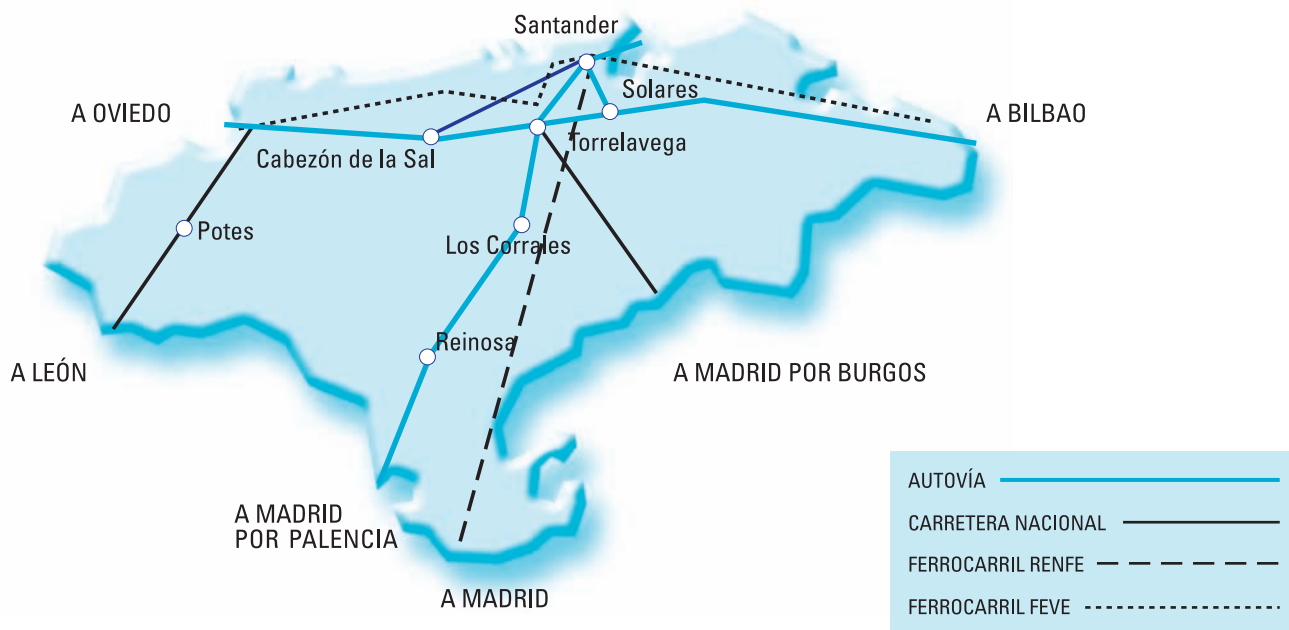 Santander
Solares
A OVIEDO
A BILBAO
Torrelavega
Cabezón de la Sal
Potes
Los Corrales
Reinosa
A LEÓN
A MADRID POR BURGOS
A MADRID
POR PALENCIA
A MADRID
AUTOVÍA
CARRETERA NACIONAL
FERROCARRIL RENFE
FERROCARRIL FEVE